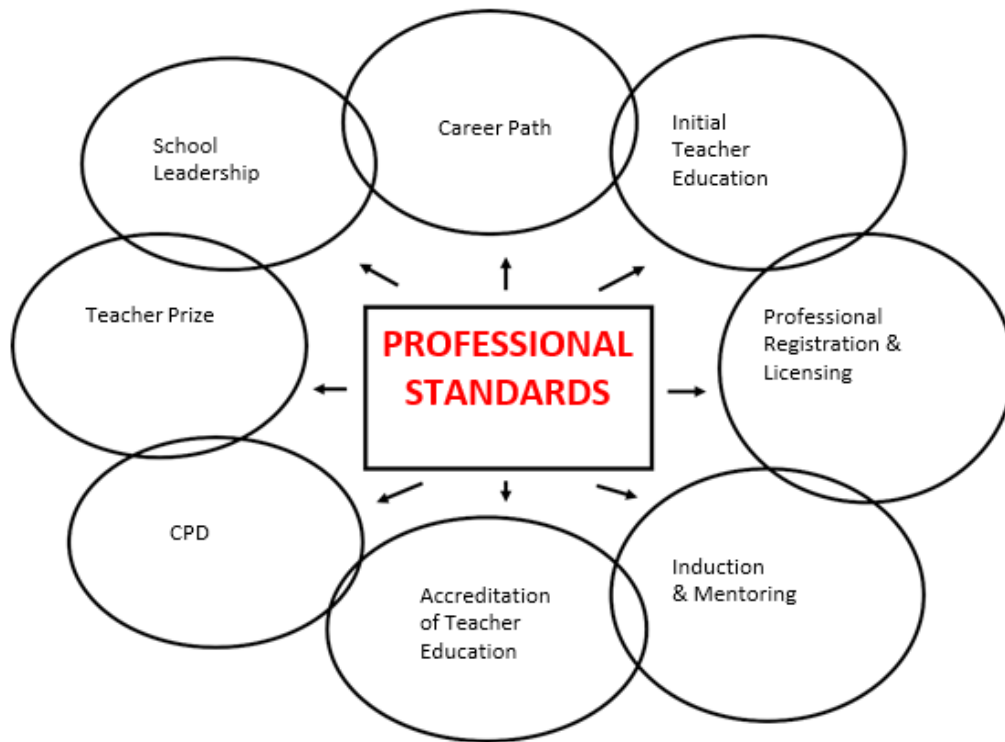 Career Path
Initial
Teacher
Education
School
Leadership
Teacher Prize
PROFESSIONAL
STANDARDS
Professional
Registration &
Licensing
CPD
Induction
& Mentoring
Accreditation
of Teacher
Education